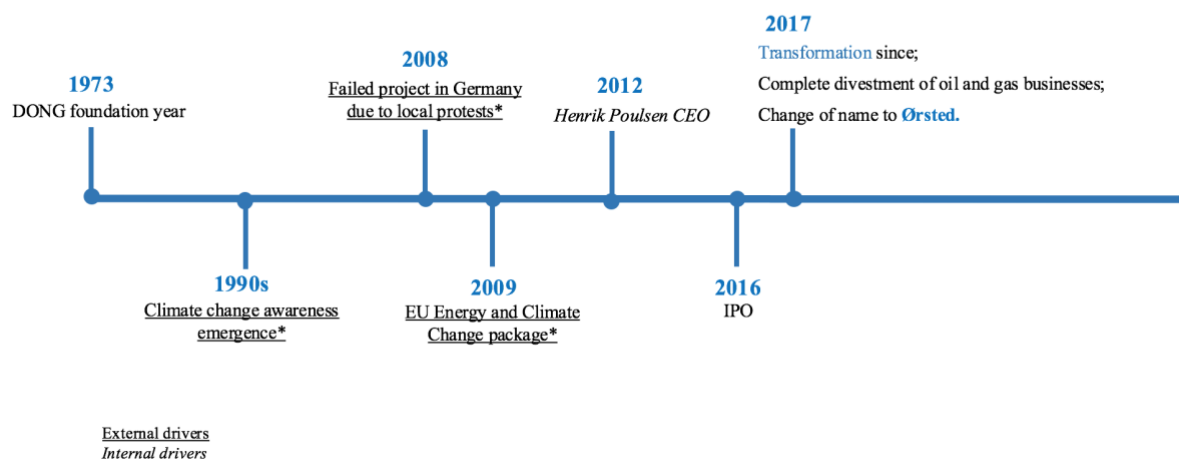 1973
DONG foundation year
1990s
Climate change awareness
emergence*
2008
Failed project in Germany
due to local protests*
2009
EU Energy and Climate
Change package*
2012
Henrik Poulsen CEO
2016
IPO
2017
Transformation since;
Complete divestment of oil and gas businesses;
Change of name to Ørsted.
External drivers
Internal drivers